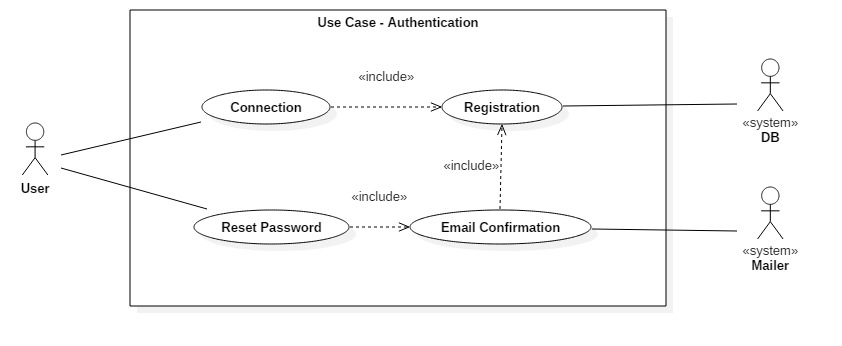 Use Case - Authentication
«include»
Connection
Registration
«system»
DB
«include»
User
«include»
Reset Password
Email Confirmation
«system»
Mailer